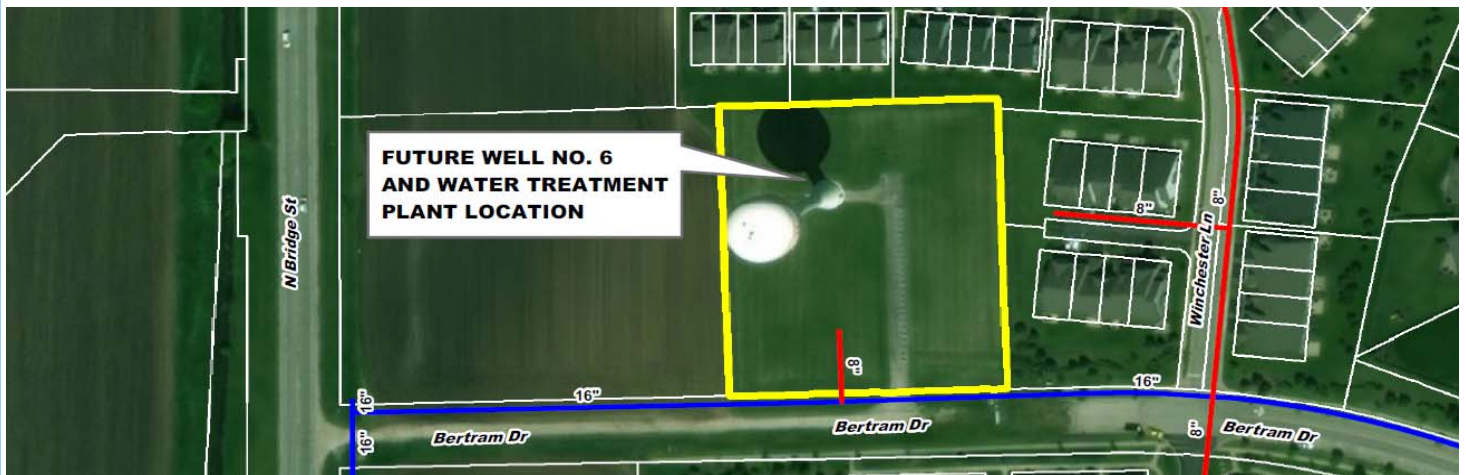 FUTURE WELL NO. 6
AND WATER TREATMENT
PLANT LOCATION
N Bridge St
8"
8"
Winchester Ln
8"
16"
16"
16"
16"
Bertram Dr
Bertram Dr
8"
Bertram Dr